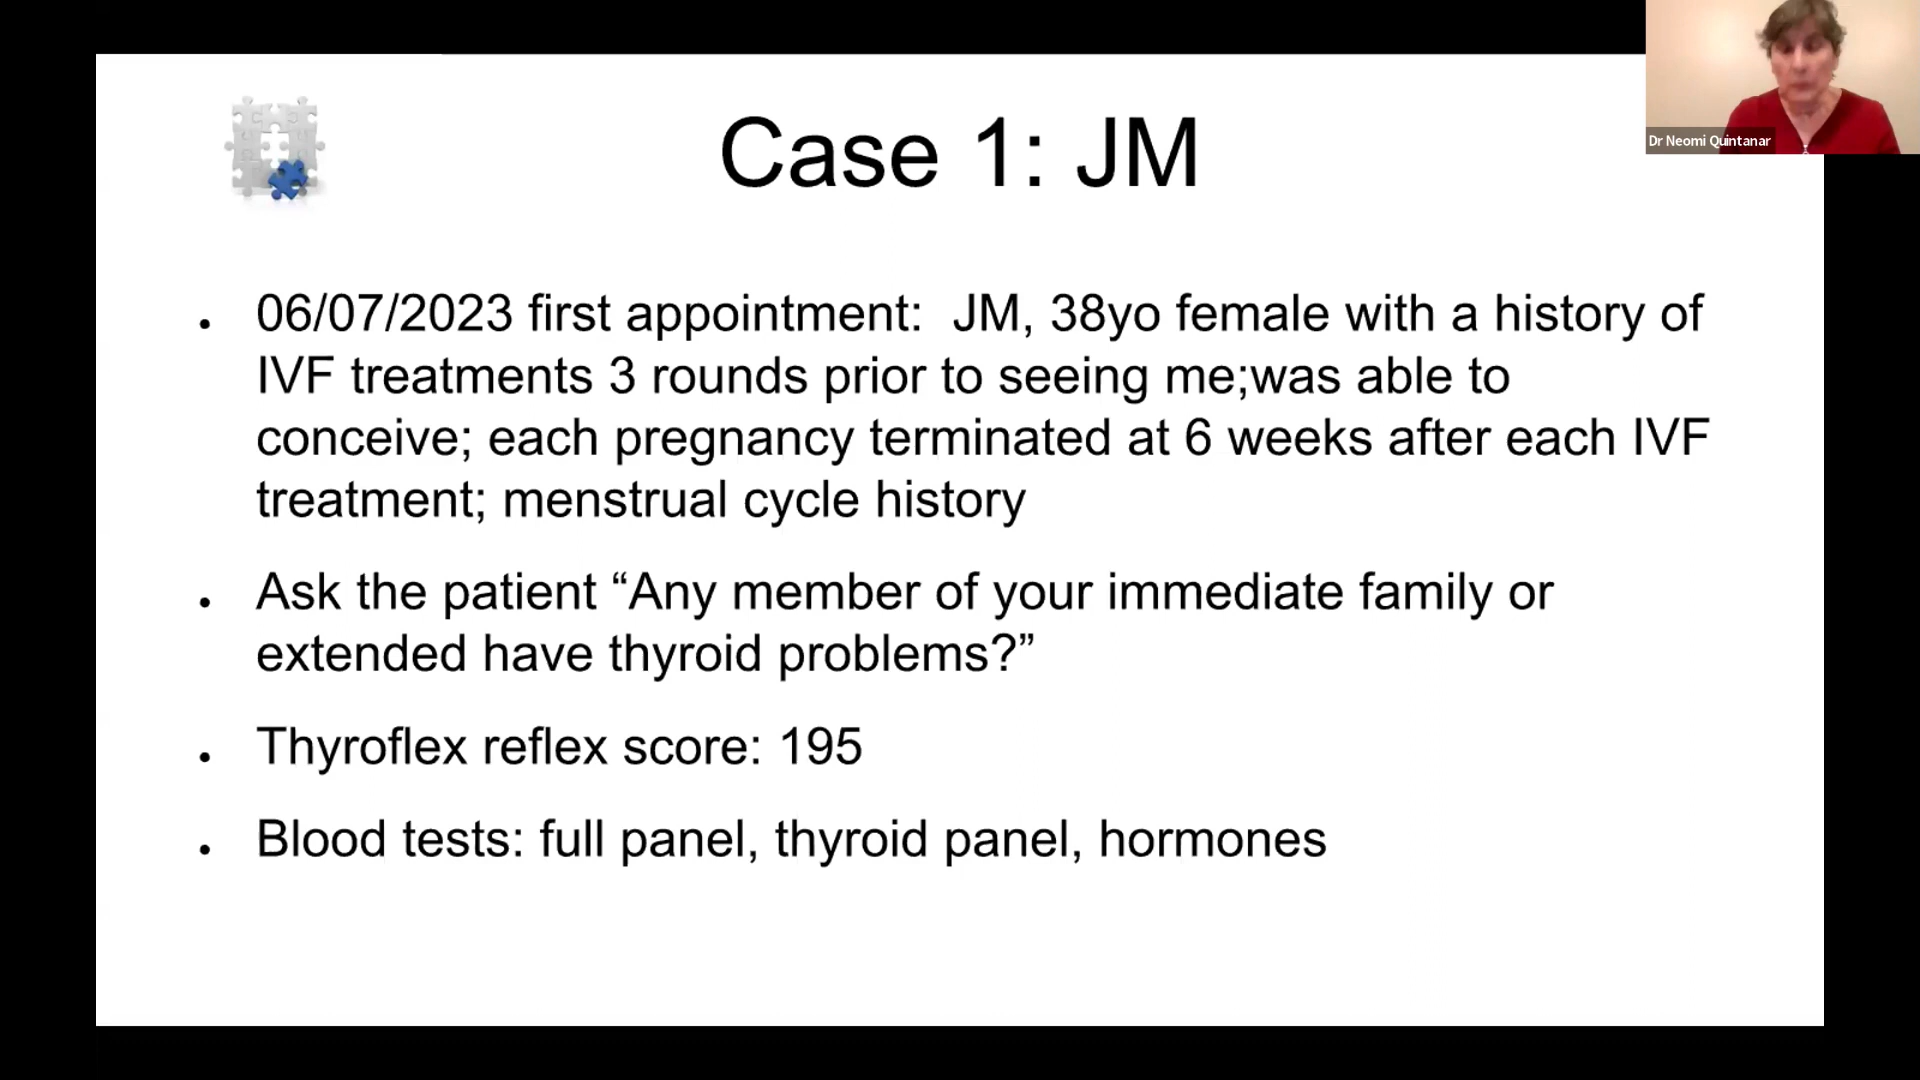 Case 1: JM
Dr Neomi Quintanar
• 06/07/2023 first appointment:  JM, 38yo female with a history of
IVF treatments 3 rounds prior to seeing me;was able to
conceive; each pregnancy terminated at 6 weeks after each IVF
treatment; menstrual cycle history
• Ask the patient “Any member of your immediate family or
extended have thyroid problems?”
• Thyroflex reflex score: 195
• Blood tests: full panel, thyroid panel, hormones